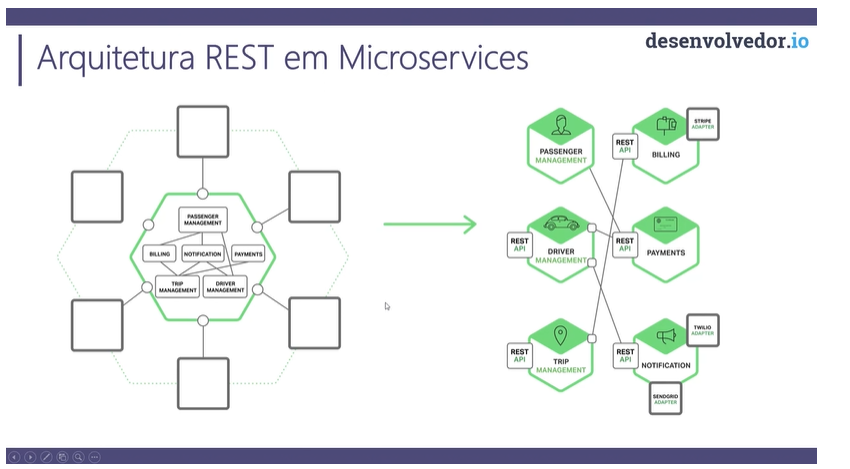 Arquitetura REST em Microservices
desenvolvedor.io
PASSENGER
MANAGEMENT
BILLING
NOTIFICATION
PAYMENTS
TRIP
MANAGEMENT
DRIVER
MANAGEMENT
PASSENGER
MANAGEMENT
REST
API
BILLING
STRIPE
ADAPTER
REST
API
DRIVER
MANAGEMENT
REST
API
PAYMENTS
REST
API
TRIP
MANAGEMENT
REST
API
NOTIFICATION
TWILIO
ADAPTER
SENDGRID
ADAPTER